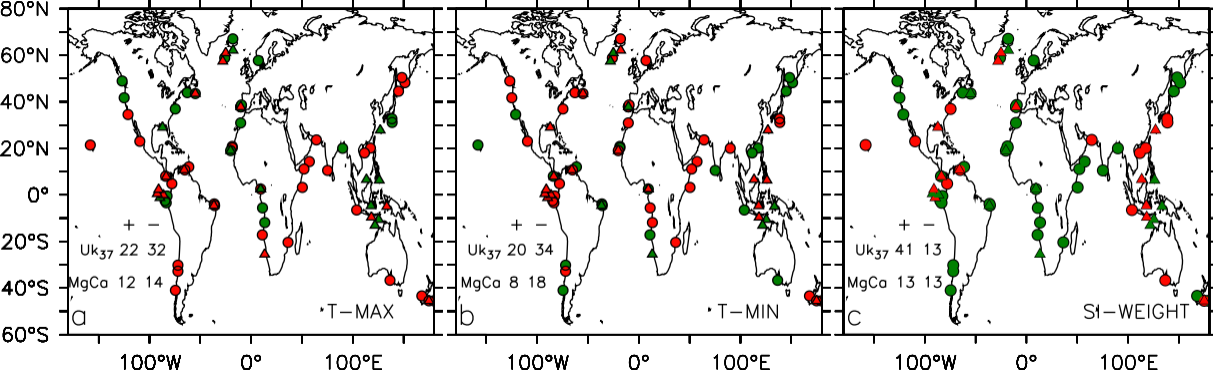 80°N
60°N
40°N
20°N
0°
20°S
40°S
60°S
+ −
Uk37 22 32
MgCa 12 14
a
T-MAX
100°W 0° 100°E
+ −
Uk37 20 34
MgCa 8 18
b
T-MIN
100°W 0° 100°E
+ −
Uk37 41 13
MgCa 13 13
c
S1-WEIGHT
100°W 0° 100°E